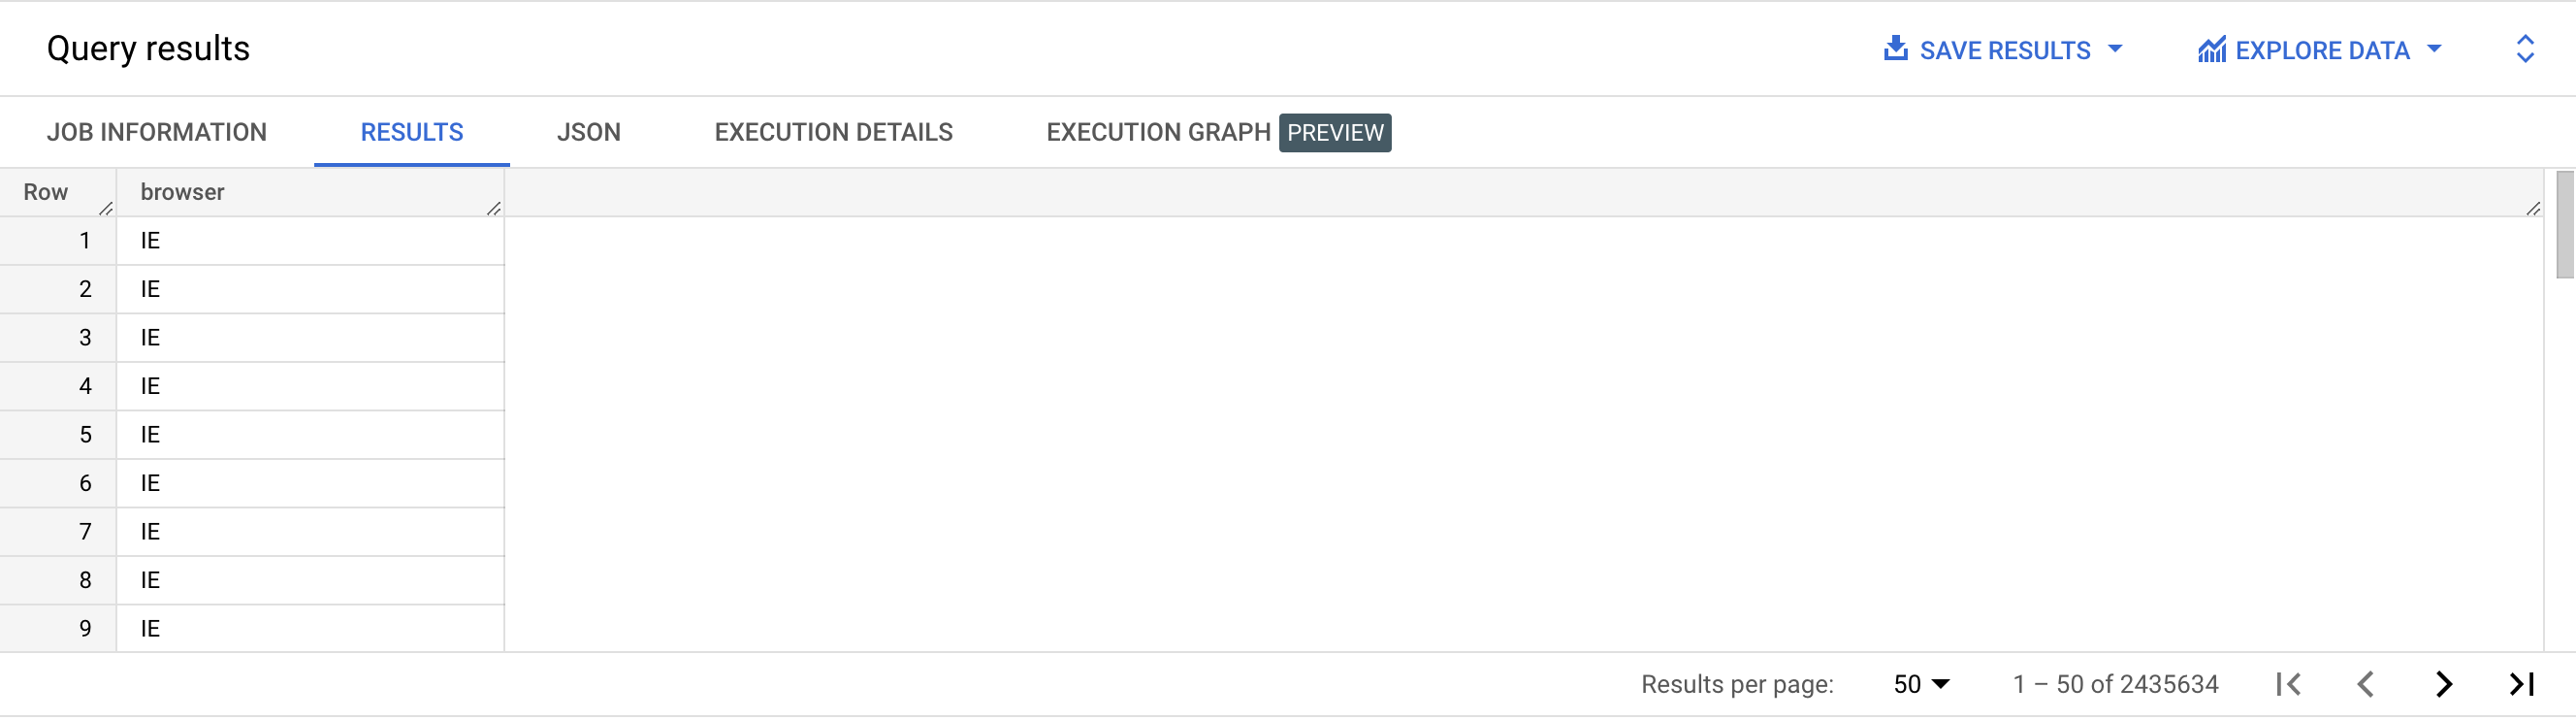 Query results SAVE RESULTS EXPLORE DATA
JOB INFORMATION RESULTS JSON EXECUTION DETAILS EXECUTION GRAPH PREVIEW
Row browser
1 IE
2 IE
3 IE
4 IE
5 IE
6 IE
7 IE
8 IE
9 IE
Results per page: 50 1 – 50 of 2435634